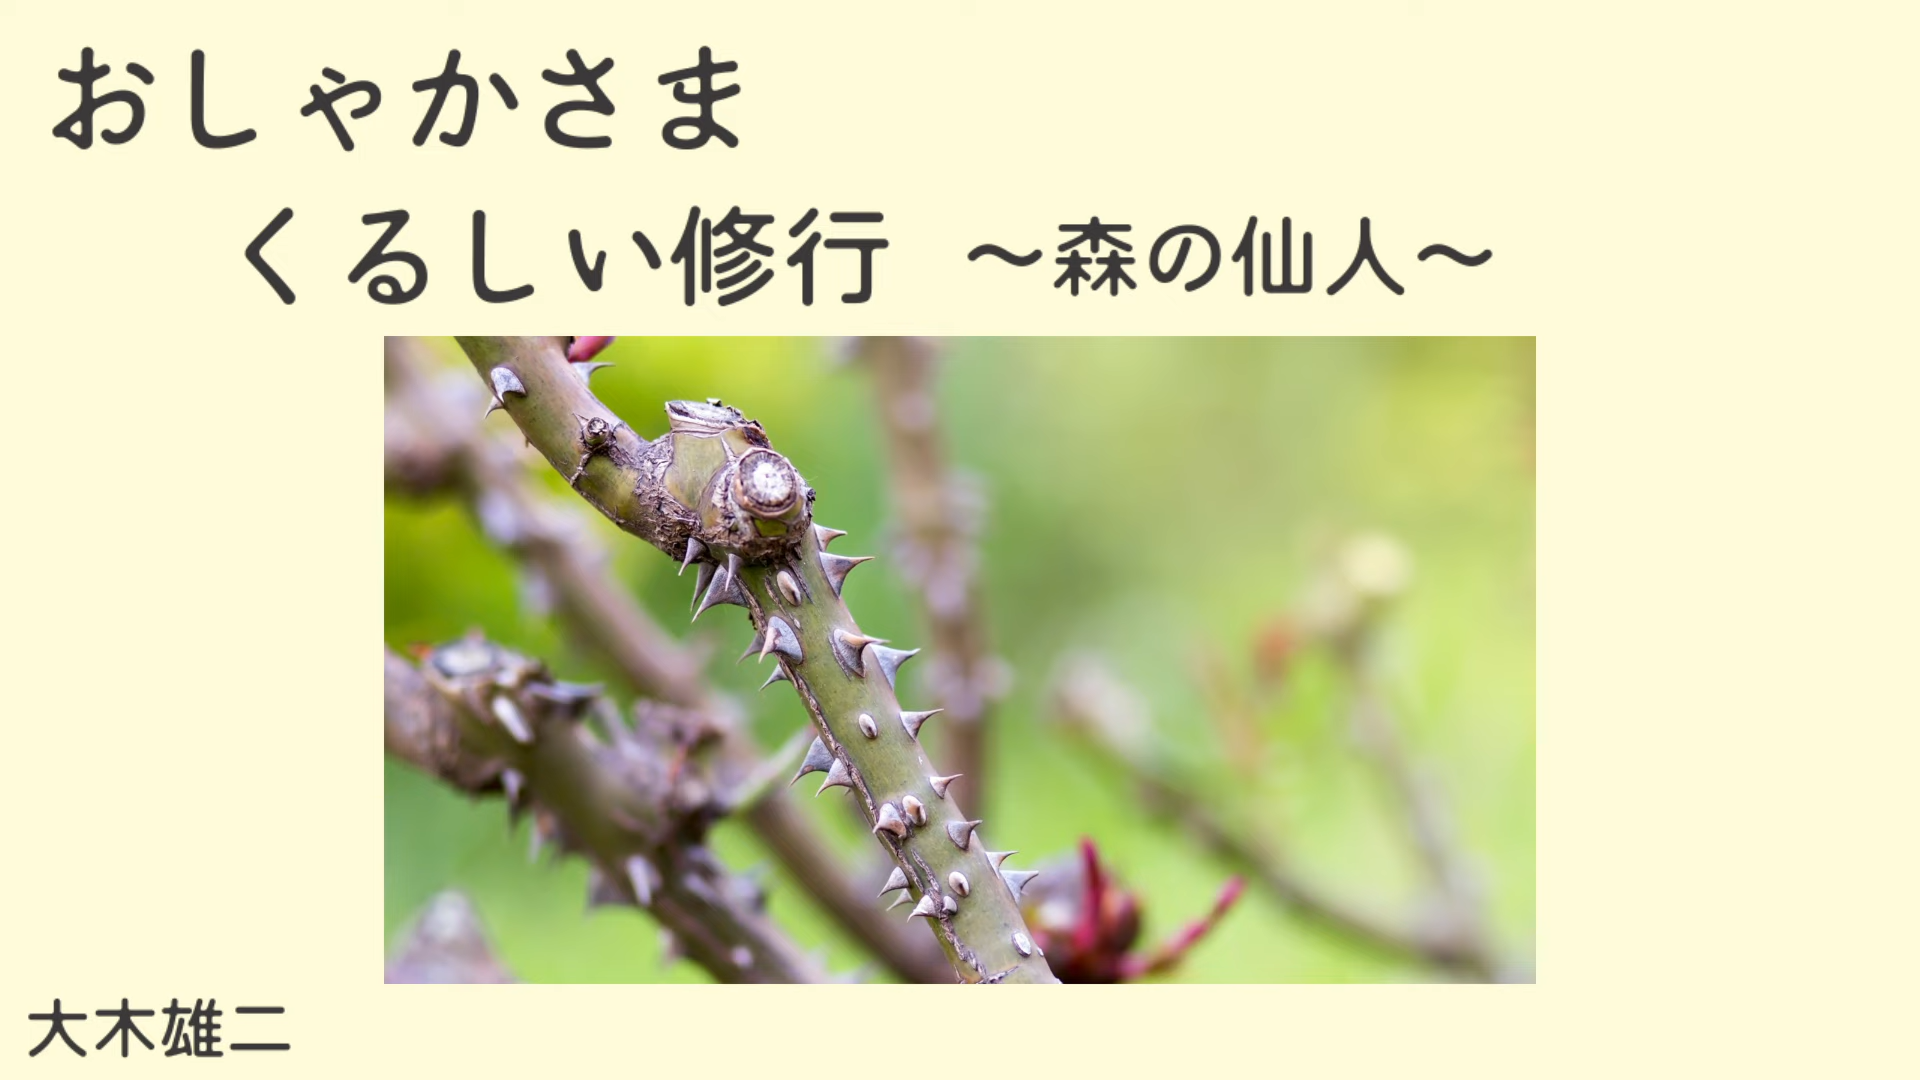 おしゃかさま
くるしい修行 ～森の仙人～
大木雄二